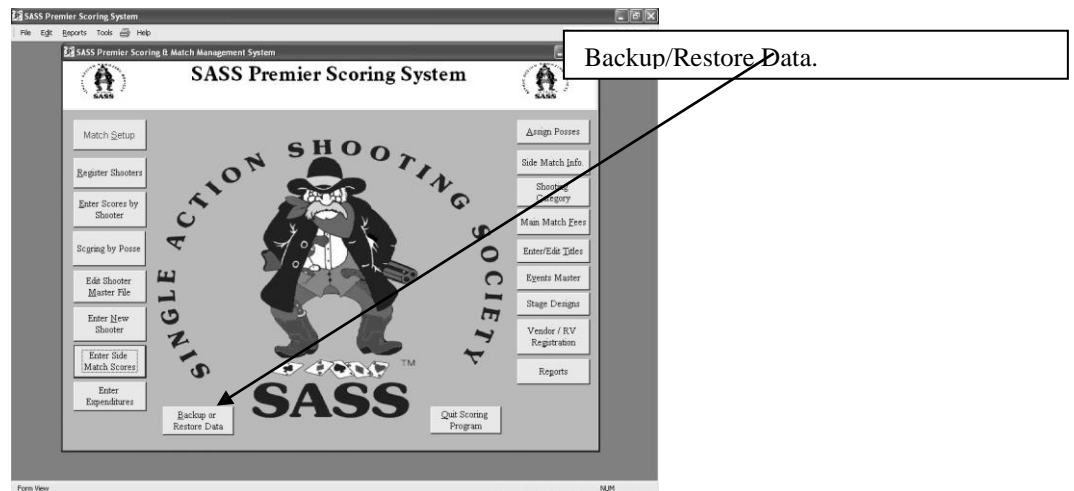 SASS Premier Scoring System
File Edit Reports Tools Help
SASS Premier Scoring & Match Management System
SASS Premier Scoring System
SASS
SASS
Backup/Restore Data.
Match Setup
Register Shooters
Enter Scores by
Shooter
Scoring by Posse
Edit Shooter
Master File
Enter New
Shooter
Enter Side
Match Scores
Enter
Expenditures
SINGLE ACTION SHOOTING SOCIETY
TM
SASS
Assign Posses
Side Match Info.
Shooting
Category
Main Match Fees
Enter/Edit Titles
Events Master
Stage Designs
Vendor / RV
Registration
Reports
Backup or
Restore Data
Quit Scoring
Program
Form View
NUM